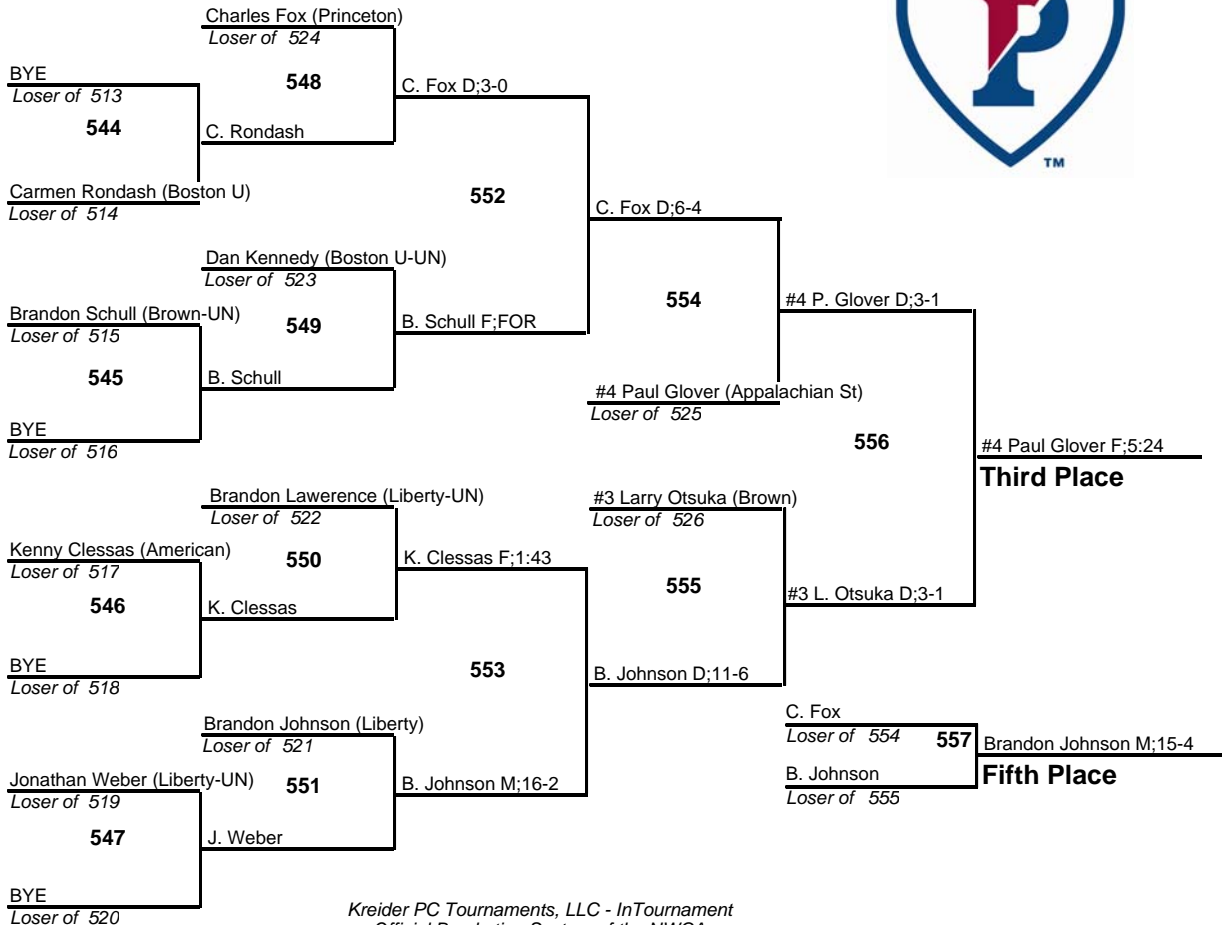 Charles Fox (Princeton)
Loser of 524
BYE
Loser of 513
548
C. Fox D;3-0
544
C. Rondash
Carmen Rondash (Boston U)
Loser of 514
552
C. Fox D;6-4
Dan Kennedy (Boston U-UN)
Loser of 523
Brandon Schull (Brown-UN)
Loser of 515
549
B. Schull F;FOR
554
#4 P. Glover D;3-1
545
B. Schull
#4 Paul Glover (Appalachian St)
Loser of 525
BYE
Loser of 516
556
#4 Paul Glover F;5:24
Third Place
Brandon Lawerence (Liberty-UN)
Loser of 522
#3 Larry Otsuka (Brown)
Loser of 526
Kenny Clessas (American)
Loser of 517
550
K. Clessas F;1:43
555
#3 L. Otsuka D;3-1
546
K. Clessas
BYE
Loser of 518
553
B. Johnson D;11-6
Brandon Johnson (Liberty)
Loser of 521
C. Fox
Loser of 554
557
Brandon Johnson M;15-4
Fifth Place
B. Johnson
Loser of 555
Jonathan Weber (Liberty-UN)
Loser of 519
551
B. Johnson M;16-2
547
J. Weber
BYE
Loser of 520
P
TM
Kreider PC Tournaments, LLC - InTournament